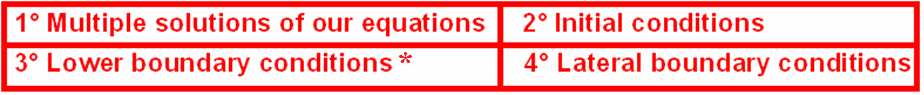 1° Multiple solutions of our equations
2° Initial conditions
3° Lower boundary conditions *
4° Lateral boundary conditions